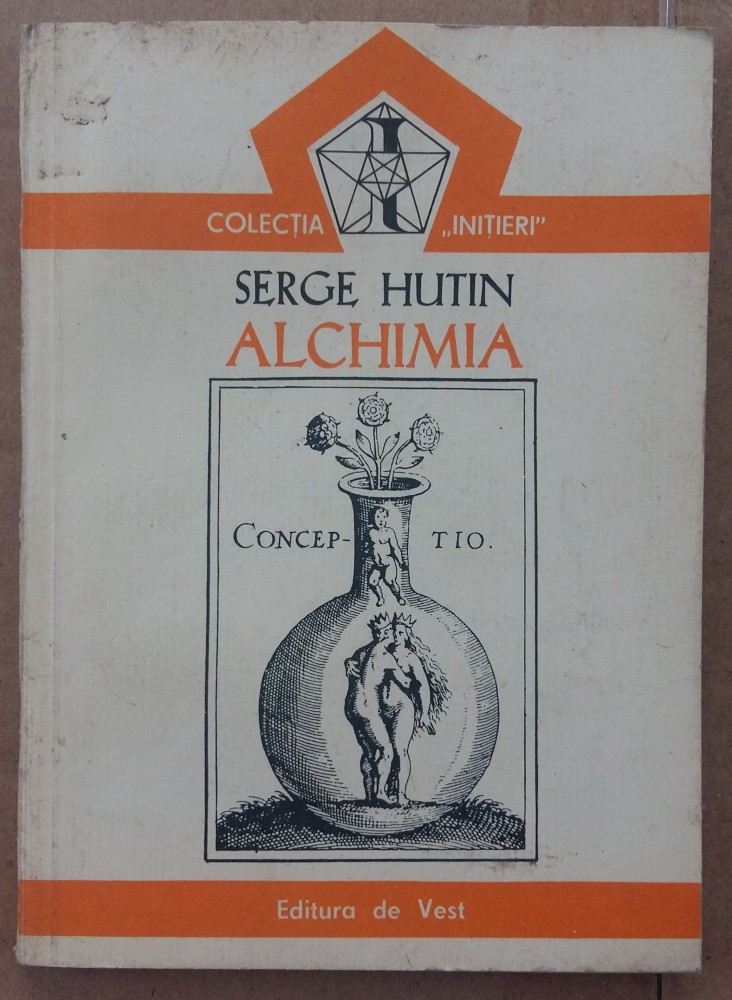 COLECȚIA „INIȚIERI”
SERGE HUTIN
ALCHIMIA
CONCEP- TIO.
Editura de Vest